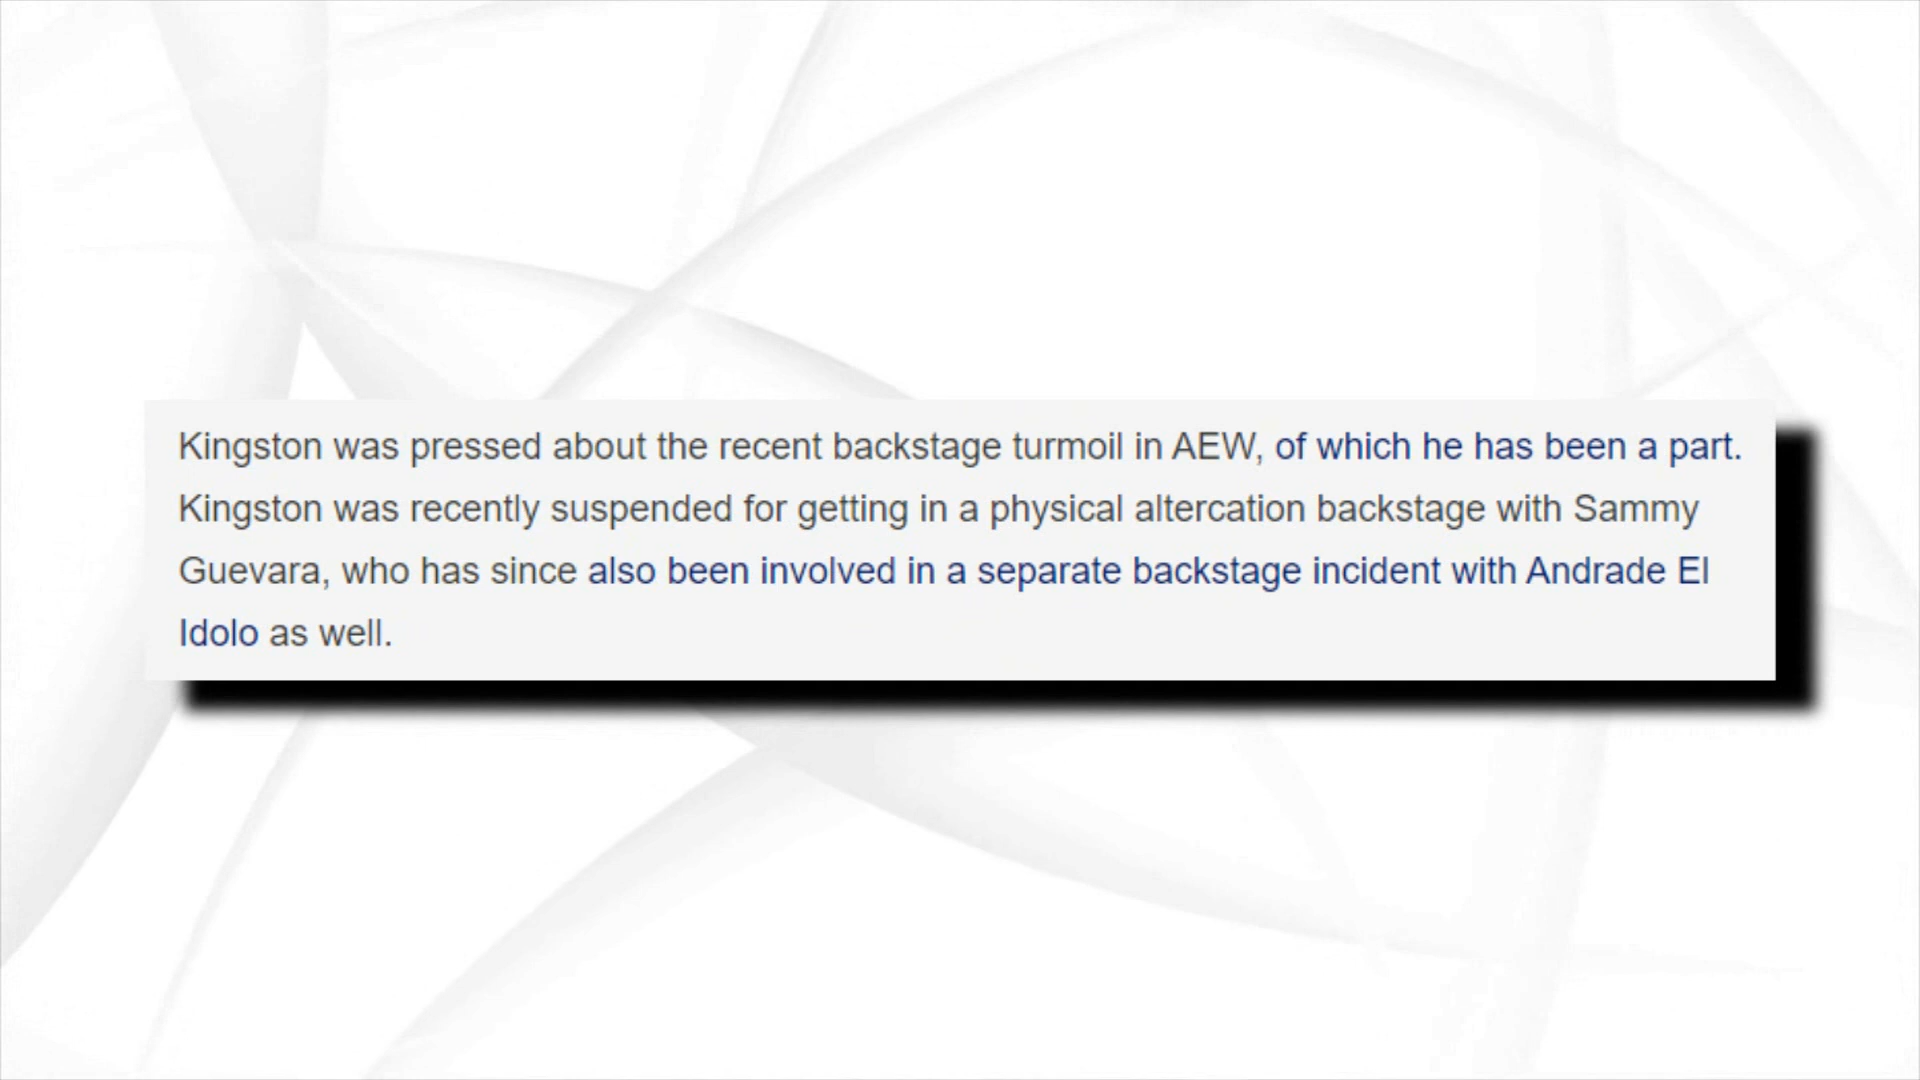 Kingston was pressed about the recent backstage turmoil in AEW, of which he has been a part.
Kingston was recently suspended for getting in a physical altercation backstage with Sammy
Guevara, who has since also been involved in a separate backstage incident with Andrade El
Idolo as well.